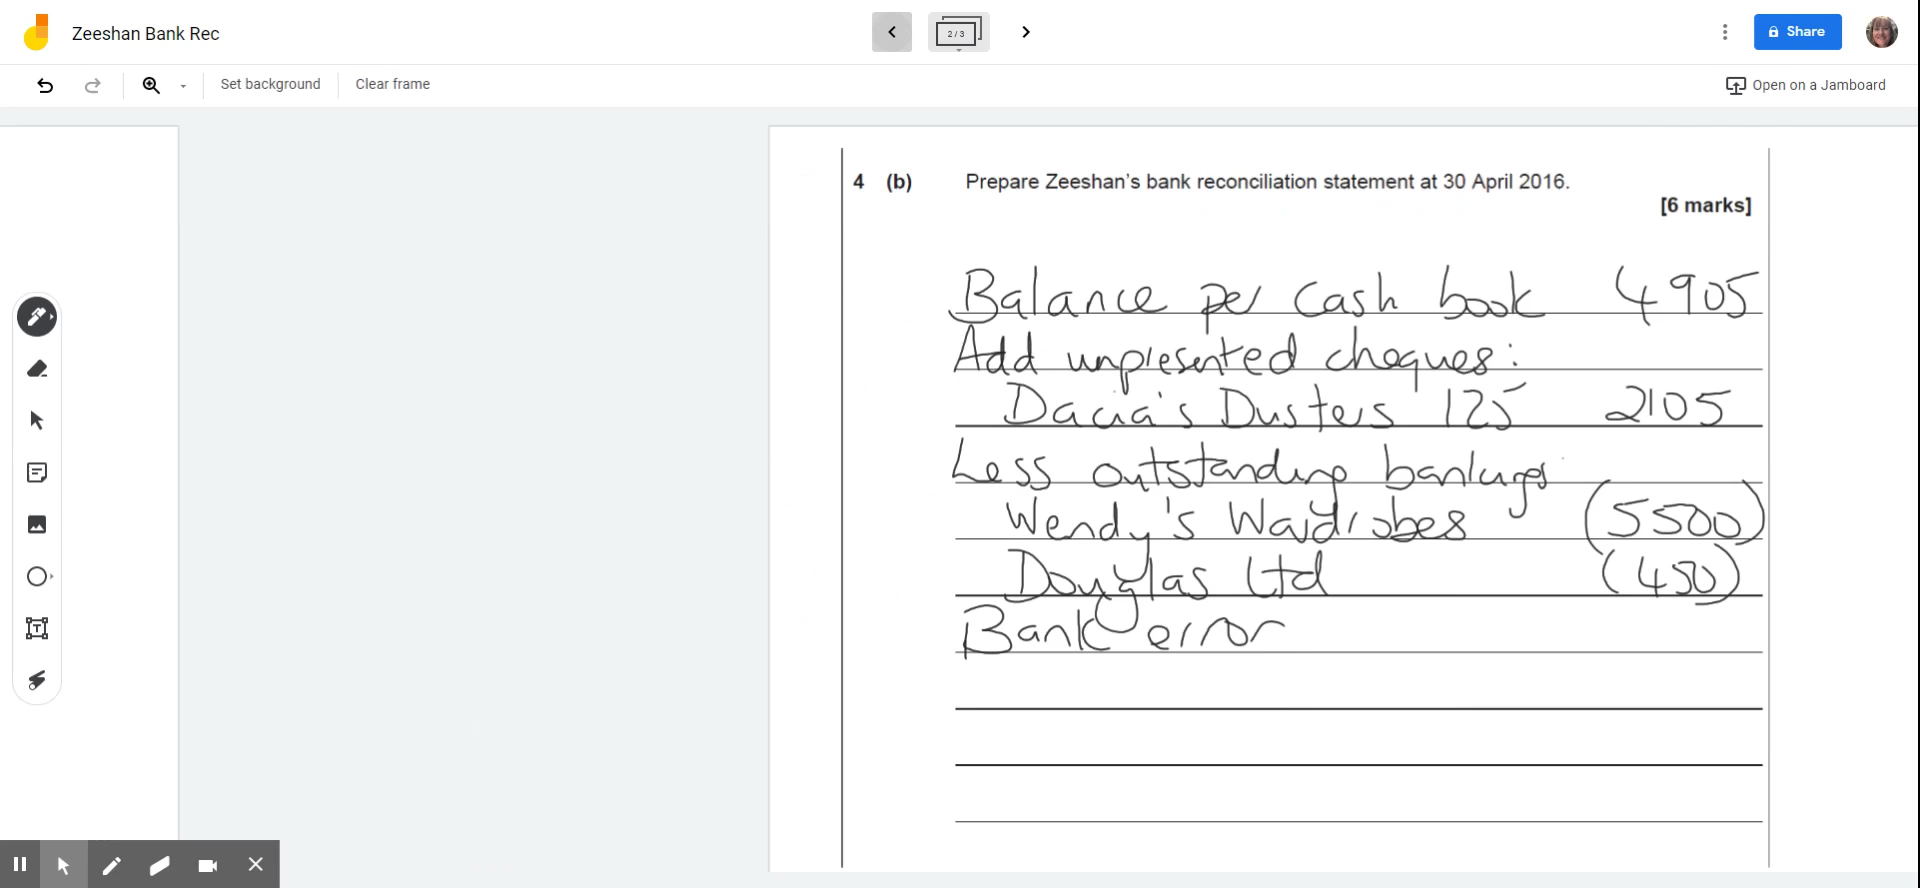 Zeeshan Bank Rec
2 / 3
Share
Set background
Clear frame
Open on a Jamboard
4 (b) Prepare Zeeshan's bank reconciliation statement at 30 April 2016.
[6 marks]
Balance per cash book 4905
Add unpresented cheques:
Dacia's Dusters 125 2105
Less outstanding bankings
Wendy's Wardrobes (5500)
Douglas Ltd (450)
Bank error